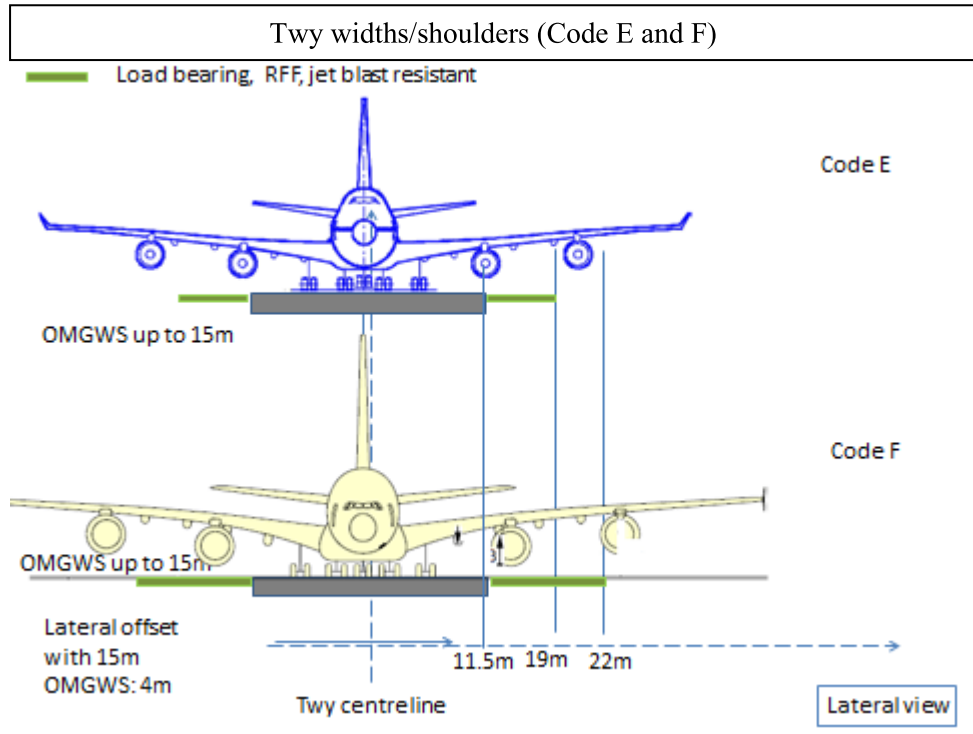 Twy widths/shoulders (Code E and F)
Load bearing, RFF, jet blast resistant
Code E
OMGWS up to 15m
Code F
3
OMGWS up to 15m
Lateral offset
with 15m
OMGWS: 4m
11.5m 19m 22m
Twy centreline
Lateral view